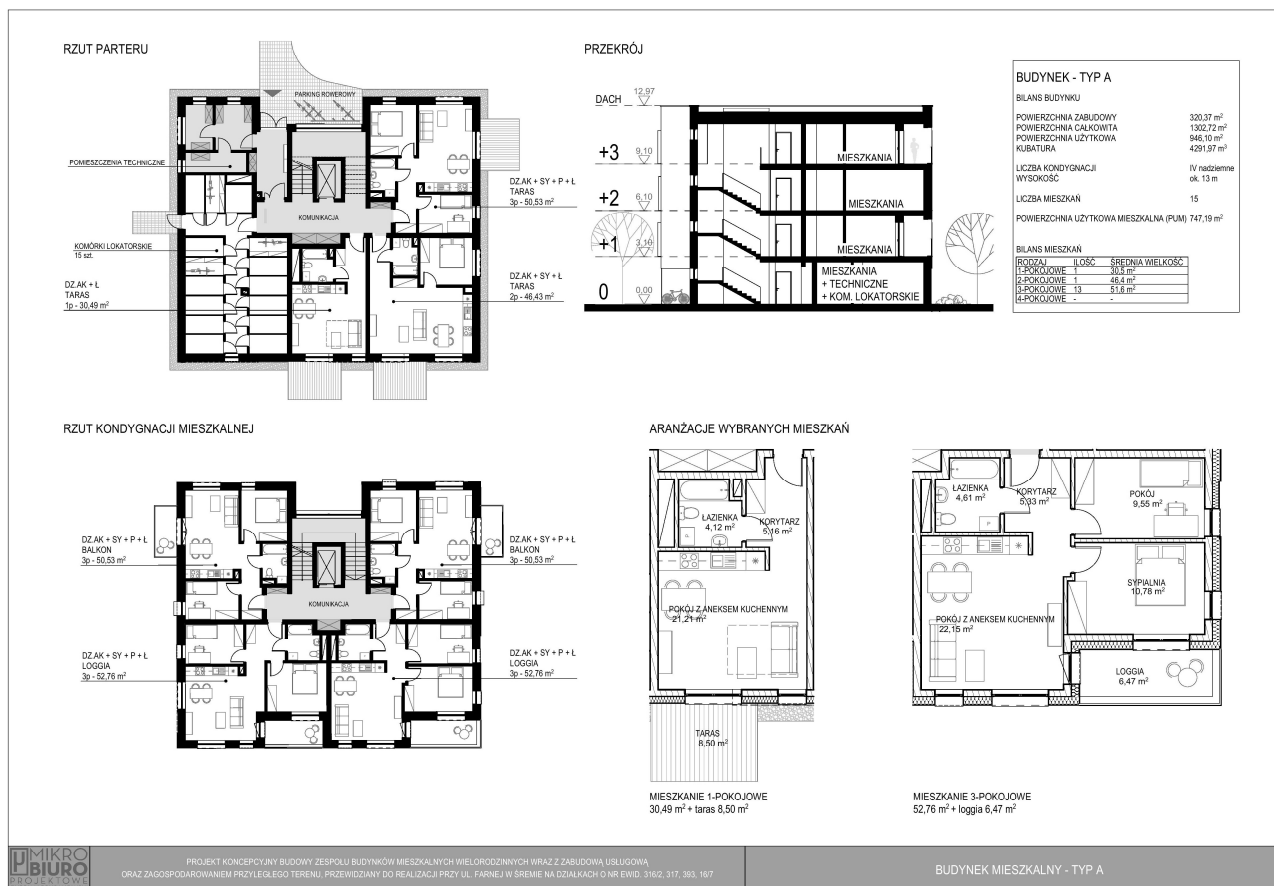 RZUT PARTERU
PARKING ROWEROWY
POMIESZCZENIA TECHNICZNE
KOMUNIKACJA
KOMÓRKI LOKATORSKIE
15 szt.
DZ.AK + Ł
TARAS
1p - 30,49 m²
DZ.AK + SY + P + Ł
TARAS
3p - 50,53 m²
DZ.AK + SY + Ł
TARAS
2p - 46,43 m²
PRZEKRÓJ
DACH
12,97
+3
9,10
MIESZKANIA
+2
6,10
MIESZKANIA
+1
3,10
MIESZKANIA
0
0,00
MIESZKANIA
+ TECHNICZNE
+ KOM. LOKATORSKIE
BUDYNEK - TYP A
BILANS BUDYNKU
POWIERZCHNIA ZABUDOWY 320,37 m²
POWIERZCHNIA CAŁKOWITA 1302,72 m²
POWIERZCHNIA UŻYTKOWA 946,10 m²
KUBATURA 4291,97 m³
LICZBA KONDYGNACJI IV nadziemne
WYSOKOŚĆ ok. 13 m
LICZBA MIESZKAŃ 15
POWIERZCHNIA UŻYTKOWA MIESZKALNA (PUM) 747,19 m²
BILANS MIESZKAŃ
RODZAJ ILOŚĆ ŚREDNIA WIELKOŚĆ
1-POKOJOWE 1 30,5 m²
2-POKOJOWE 1 46,4 m²
3-POKOJOWE 13 51,6 m²
4-POKOJOWE - -
RZUT KONDYGNACJI MIESZKALNEJ
DZ.AK + SY + P + Ł
BALKON
3p - 50,53 m²
DZ.AK + SY + P + Ł
LOGGIA
3p - 52,76 m²
KOMUNIKACJA
DZ.AK + SY + P + Ł
BALKON
3p - 50,53 m²
DZ.AK + SY + P + Ł
LOGGIA
3p - 52,76 m²
ARANŻACJE WYBRANYCH MIESZKAŃ
ŁAZIENKA
4,12 m²
KORYTARZ
5,16 m²
POKÓJ Z ANEKSEM KUCHENNYM
21,21 m²
TARAS
8,50 m²
MIESZKANIE 1-POKOJOWE
30,49 m² + taras 8,50 m²
ŁAZIENKA
4,61 m²
KORYTARZ
5,33 m²
POKÓJ
9,55 m²
SYPIALNIA
10,78 m²
POKÓJ Z ANEKSEM KUCHENNYM
22,15 m²
LOGGIA
6,47 m²
MIESZKANIE 3-POKOJOWE
52,76 m² + loggia 6,47 m²
MIKRO
BIURO
PROJEKTOWE
PROJEKT KONCEPCYJNY BUDOWY ZESPOŁU BUDYNKÓW MIESZKALNYCH WIELORODZINNYCH WRAZ Z ZABUDOWĄ USŁUGOWĄ
ORAZ ZAGOSPODAROWANIEM PRZYLEGŁEGO TERENU, PRZEWIDZIANY DO REALIZACJI PRZY UL. FARNEJ W ŚREMIE NA DZIAŁKACH O NR EWID. 316/2, 317, 393, 16/7
BUDYNEK MIESZKALNY - TYP A